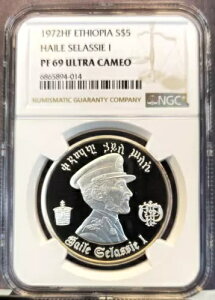 1972HF ETHIOPIA S$5
HAILE SELASSIE I
PF 69 ULTRA CAMEO
6865894-014
NUMISMATIC GUARANTY COMPANY
NGC
Haile Selassie I